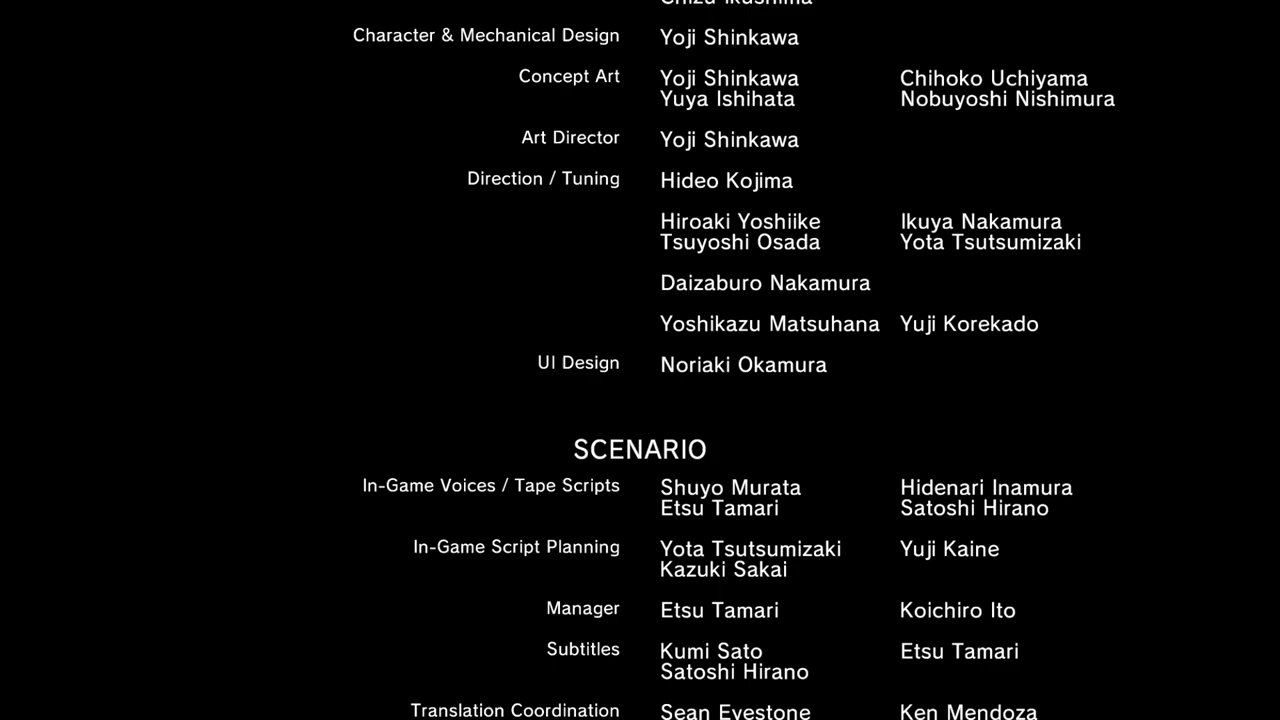 Chizu Ikushima
Character & Mechanical Design Yoji Shinkawa
Concept Art Yoji Shinkawa Chihoko Uchiyama
Yuya Ishihata Nobuyoshi Nishimura
Art Director Yoji Shinkawa
Direction / Tuning Hideo Kojima
Hiroaki Yoshiike Ikuya Nakamura
Tsuyoshi Osada Yota Tsutsumizaki
Daizaburo Nakamura
Yoshikazu Matsuhana Yuji Korekado
UI Design Noriaki Okamura
SCENARIO
In-Game Voices / Tape Scripts Shuyo Murata Hidenari Inamura
Etsu Tamari Satoshi Hirano
In-Game Script Planning Yota Tsutsumizaki Yuji Kaine
Kazuki Sakai
Manager Etsu Tamari Koichiro Ito
Subtitles Kumi Sato Etsu Tamari
Satoshi Hirano
Translation Coordination Sean Eyestone Ken Mendoza